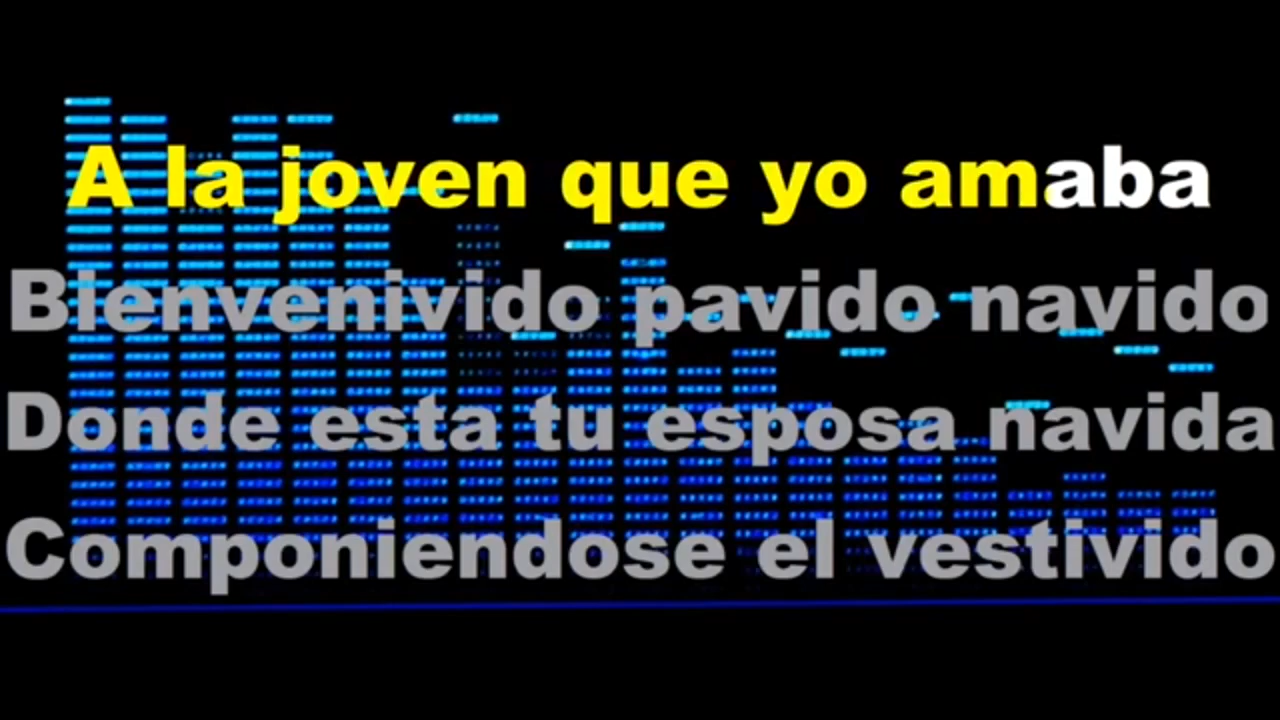 A la joven que yo amaba
Bienvenivido pavido navido
Donde esta tu esposa navida
Componiendose el vestivido